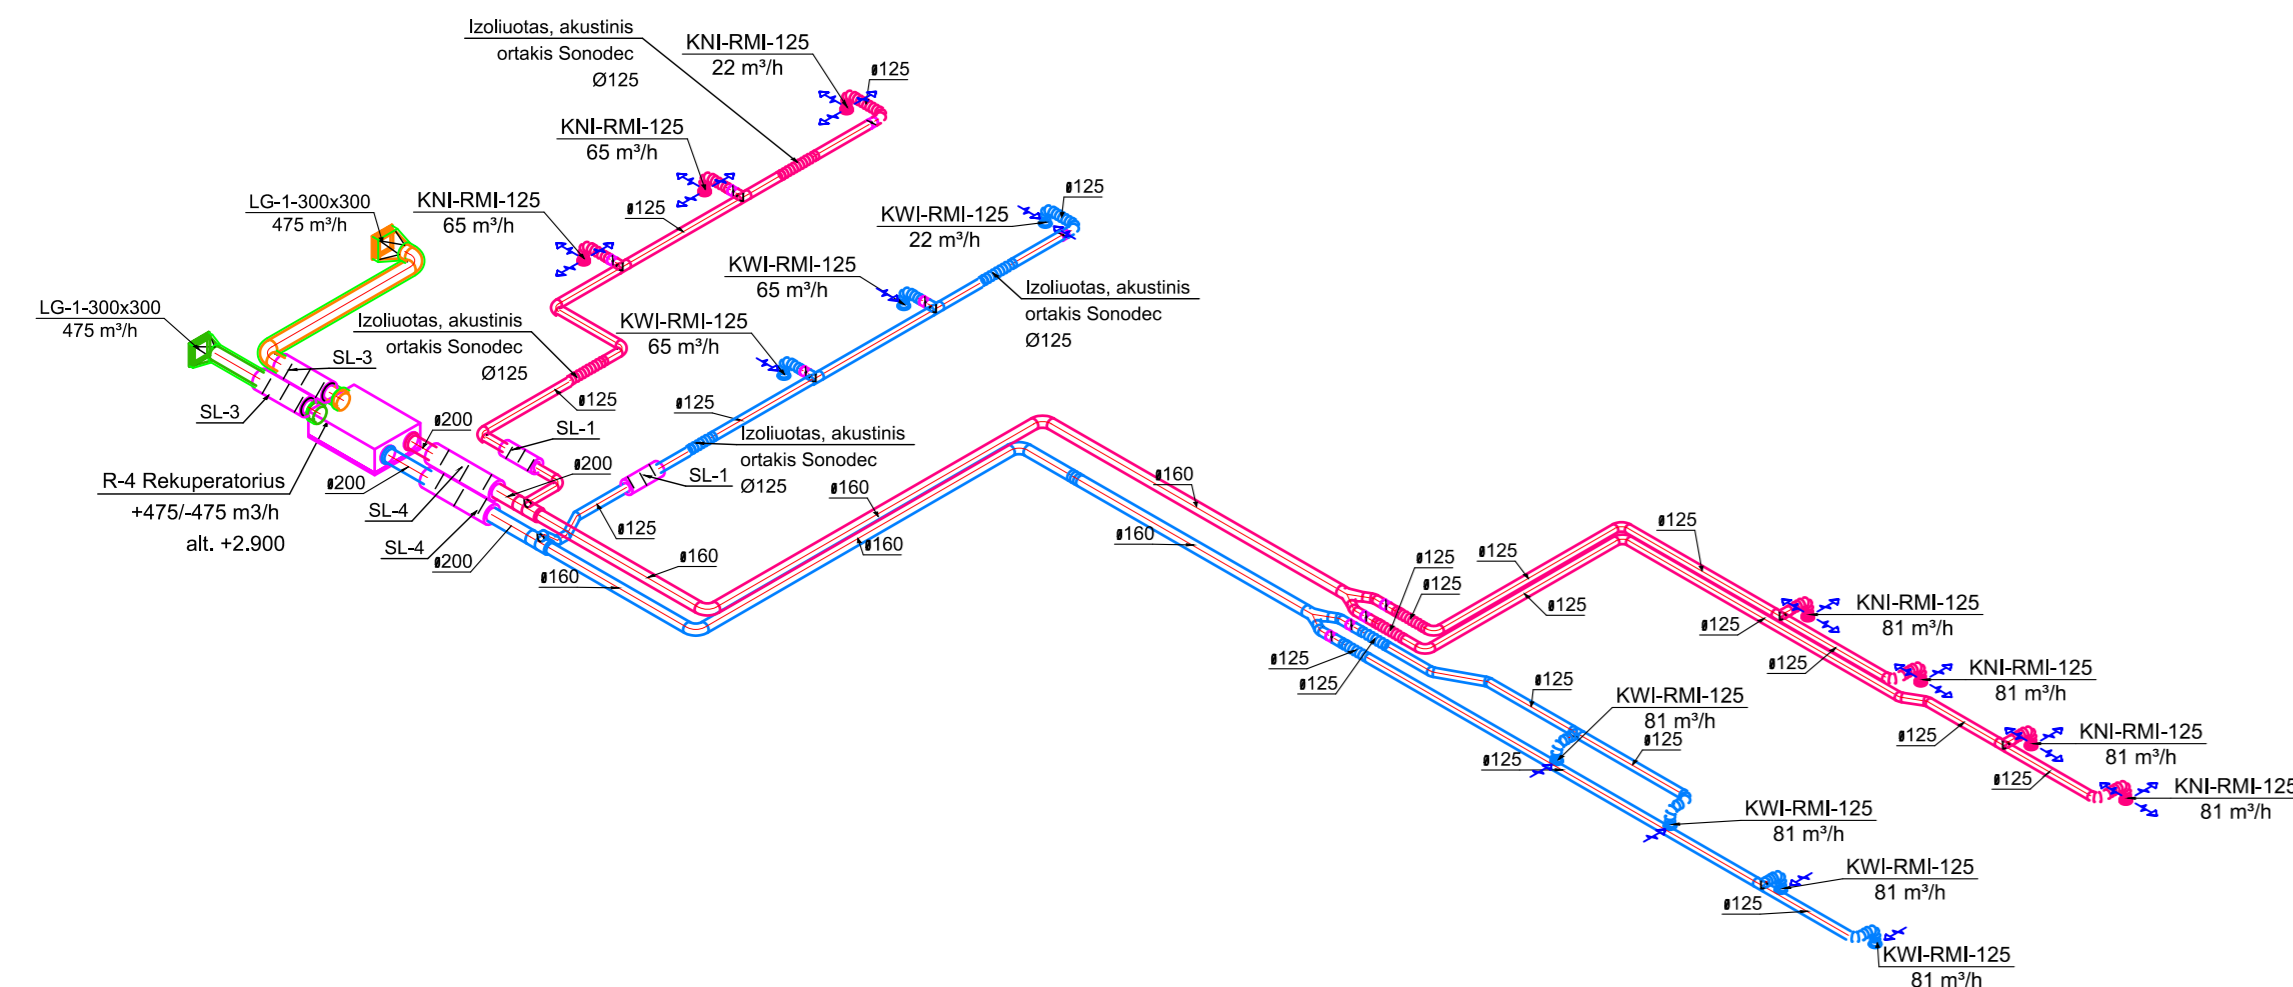 Izoliuotas, akustinis
ortakis Sonodec
Ø125
KNI-RMI-125
22 m³/h
ø125
KNI-RMI-125
65 m³/h
KNI-RMI-125
65 m³/h
ø125
LG-1-300x300
475 m³/h
ø125
KWI-RMI-125
22 m³/h
KWI-RMI-125
65 m³/h
Izoliuotas, akustinis
ortakis Sonodec
Ø125
LG-1-300x300
475 m³/h
Izoliuotas, akustinis
ortakis Sonodec
Ø125
KWI-RMI-125
65 m³/h
SL-3
SL-3
ø125
ø125
ø200
SL-1
Izoliuotas, akustinis
ortakis Sonodec
Ø125
SL-1
ø200
R-4 Rekuperatorius
+475/-475 m3/h
alt. +2.900
ø200
SL-4
SL-4
ø200
ø125
ø160
ø160
ø160
ø160
ø160
ø160
ø125
ø125
ø125
ø125
ø125
ø125
ø125
ø125
KNI-RMI-125
81 m³/h
KNI-RMI-125
81 m³/h
KNI-RMI-125
81 m³/h
KNI-RMI-125
81 m³/h
ø125
ø125
ø125
ø125
ø125
KWI-RMI-125
81 m³/h
ø125
ø125
KWI-RMI-125
81 m³/h
KWI-RMI-125
81 m³/h
ø125
KWI-RMI-125
81 m³/h